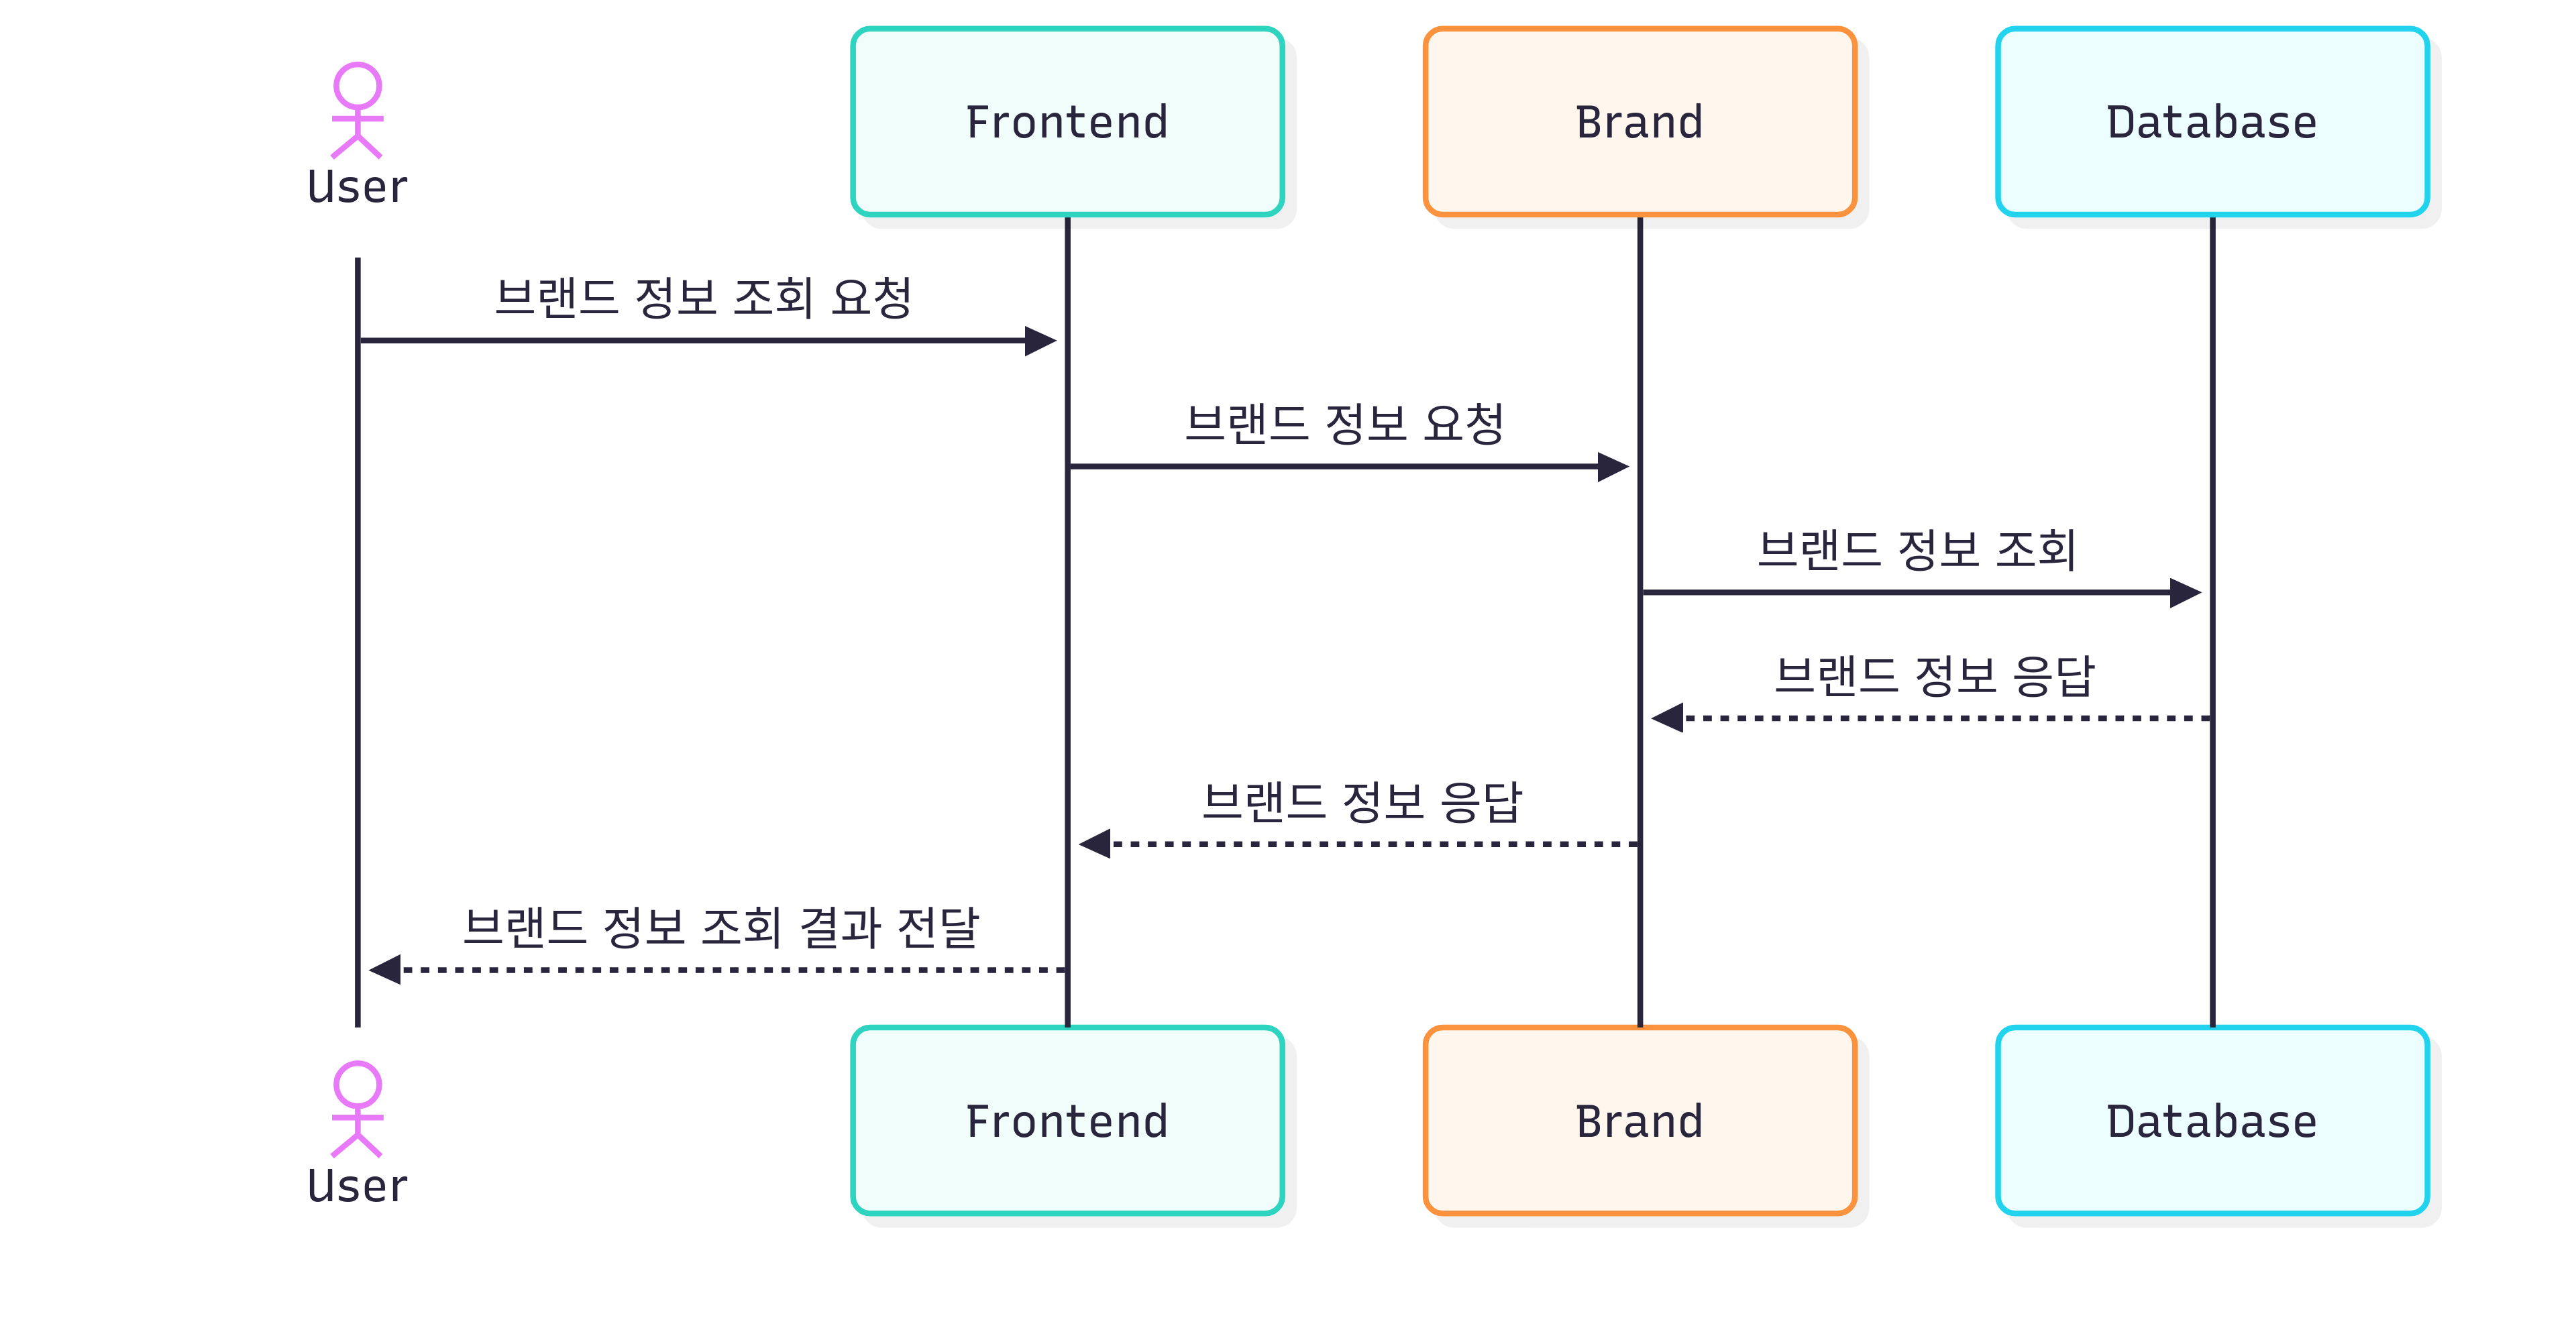 User
Frontend
Brand
Database
브랜드 정보 조회 요청
브랜드 정보 요청
브랜드 정보 조회
브랜드 정보 응답
브랜드 정보 응답
브랜드 정보 조회 결과 전달
User
Frontend
Brand
Database